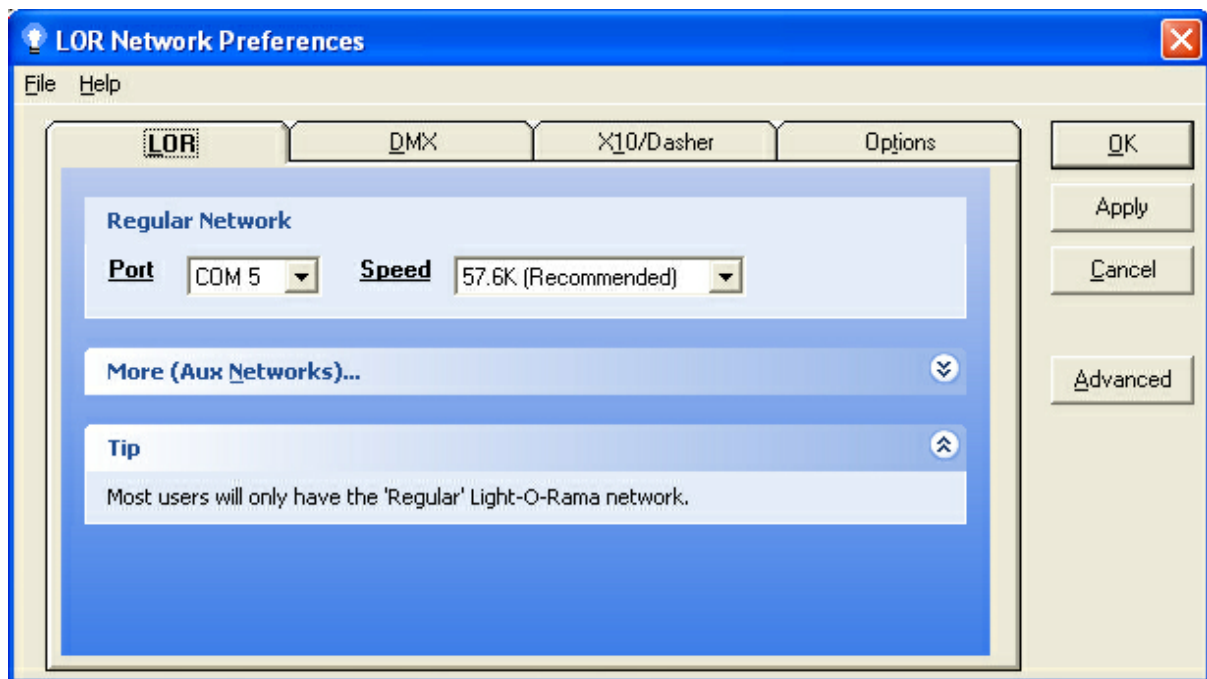 LOR Network Preferences
File Help
LOR DMX X10/Dasher Options
OK
Apply
Cancel
Advanced
Regular Network
Port COM 5 Speed 57.6K (Recommended)
More (Aux Networks)...
Tip
Most users will only have the 'Regular' Light-O-Rama network.